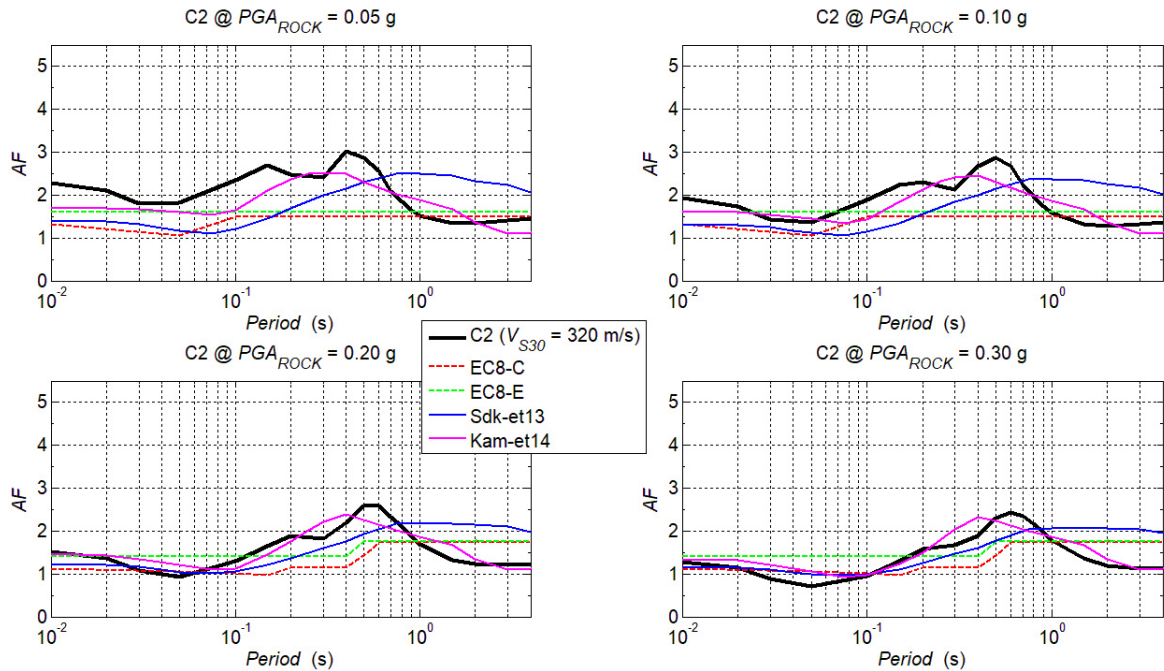 C2 @ PGA_ROCK = 0.05 g
5
4
3
2
1
0
AF
10^-2
10^-1
10^0
Period (s)
C2 @ PGA_ROCK = 0.10 g
5
4
3
2
1
0
AF
10^-2
10^-1
10^0
Period (s)
C2 (V_S30 = 320 m/s)
EC8-C
EC8-E
Sdk-et13
Kam-et14
C2 @ PGA_ROCK = 0.20 g
5
4
3
2
1
0
AF
10^-2
10^-1
10^0
Period (s)
C2 @ PGA_ROCK = 0.30 g
5
4
3
2
1
0
AF
10^-2
10^-1
10^0
Period (s)